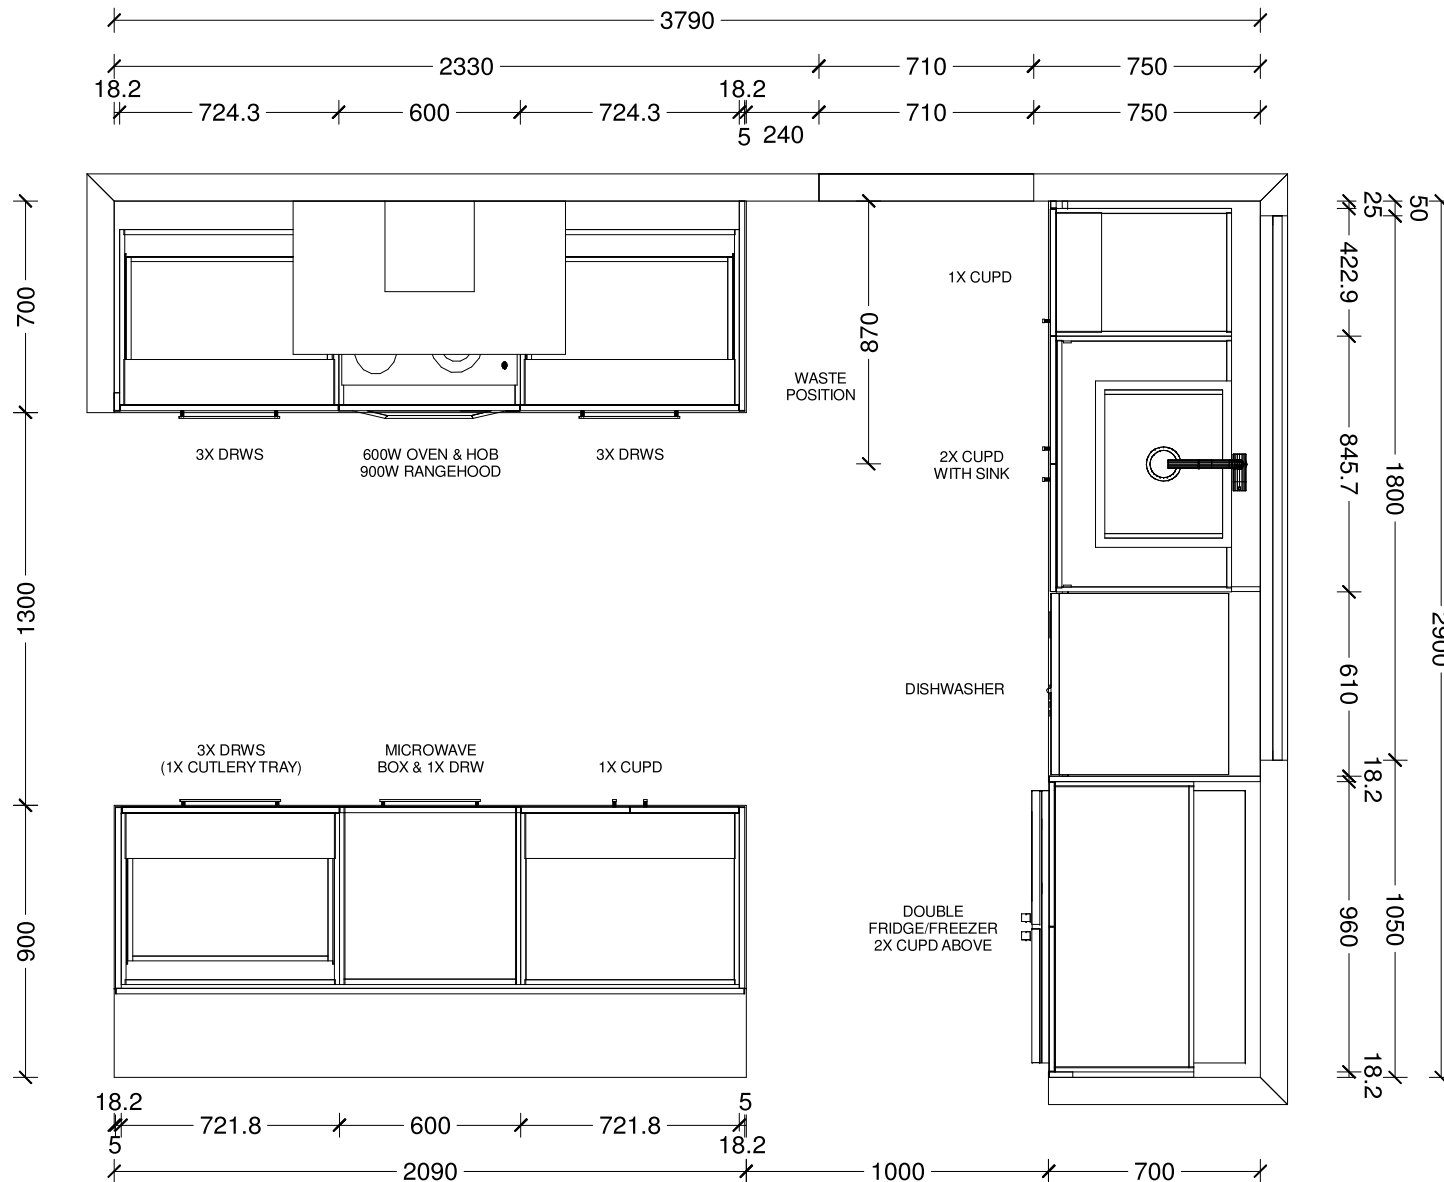 3790
2330
710
750
18.2
18.2
724.3
600
724.3
710
750
5
240
25
50
700
422.9
1X CUPD
870
WASTE
POSITION
3X DRWS
600W OVEN & HOB
900W RANGEHOOD
3X DRWS
2X CUPD
WITH SINK
845.7
1800
1300
2900
610
DISHWASHER
3X DRWS
(1X CUTLERY TRAY)
MICROWAVE
BOX & 1X DRW
1X CUPD
18.2
900
DOUBLE
FRIDGE/FREEZER
2X CUPD ABOVE
960
1050
18.2
18.2
5
721.8
600
721.8
5
18.2
2090
1000
700